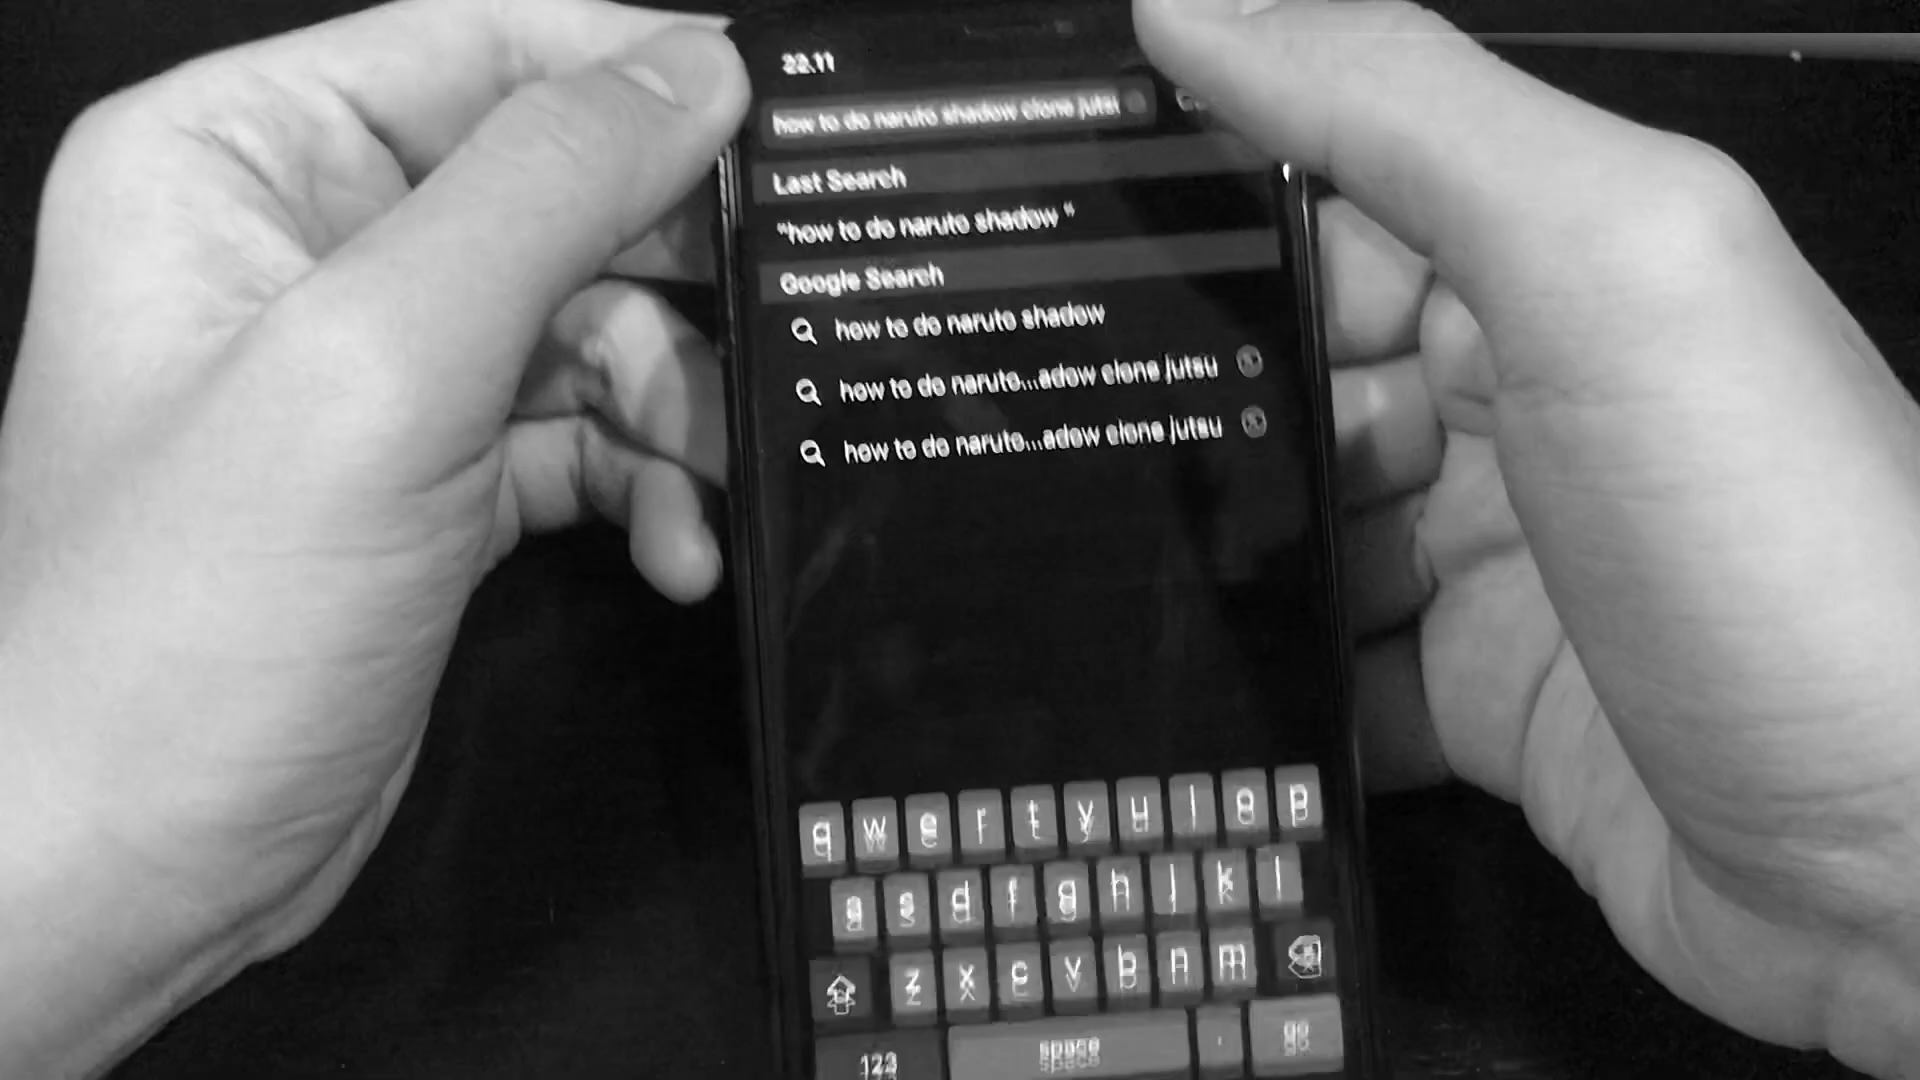 22.11
how to do naruto shadow clone jutsu
Last Search
"how to do naruto shadow "
Google Search
how to do naruto shadow
how to do naruto...adow clone jutsu
how to do naruto...adow clone jutsu
q w e r t y u i o p
a s d f g h j k l
z x c v b n m
123 space . go